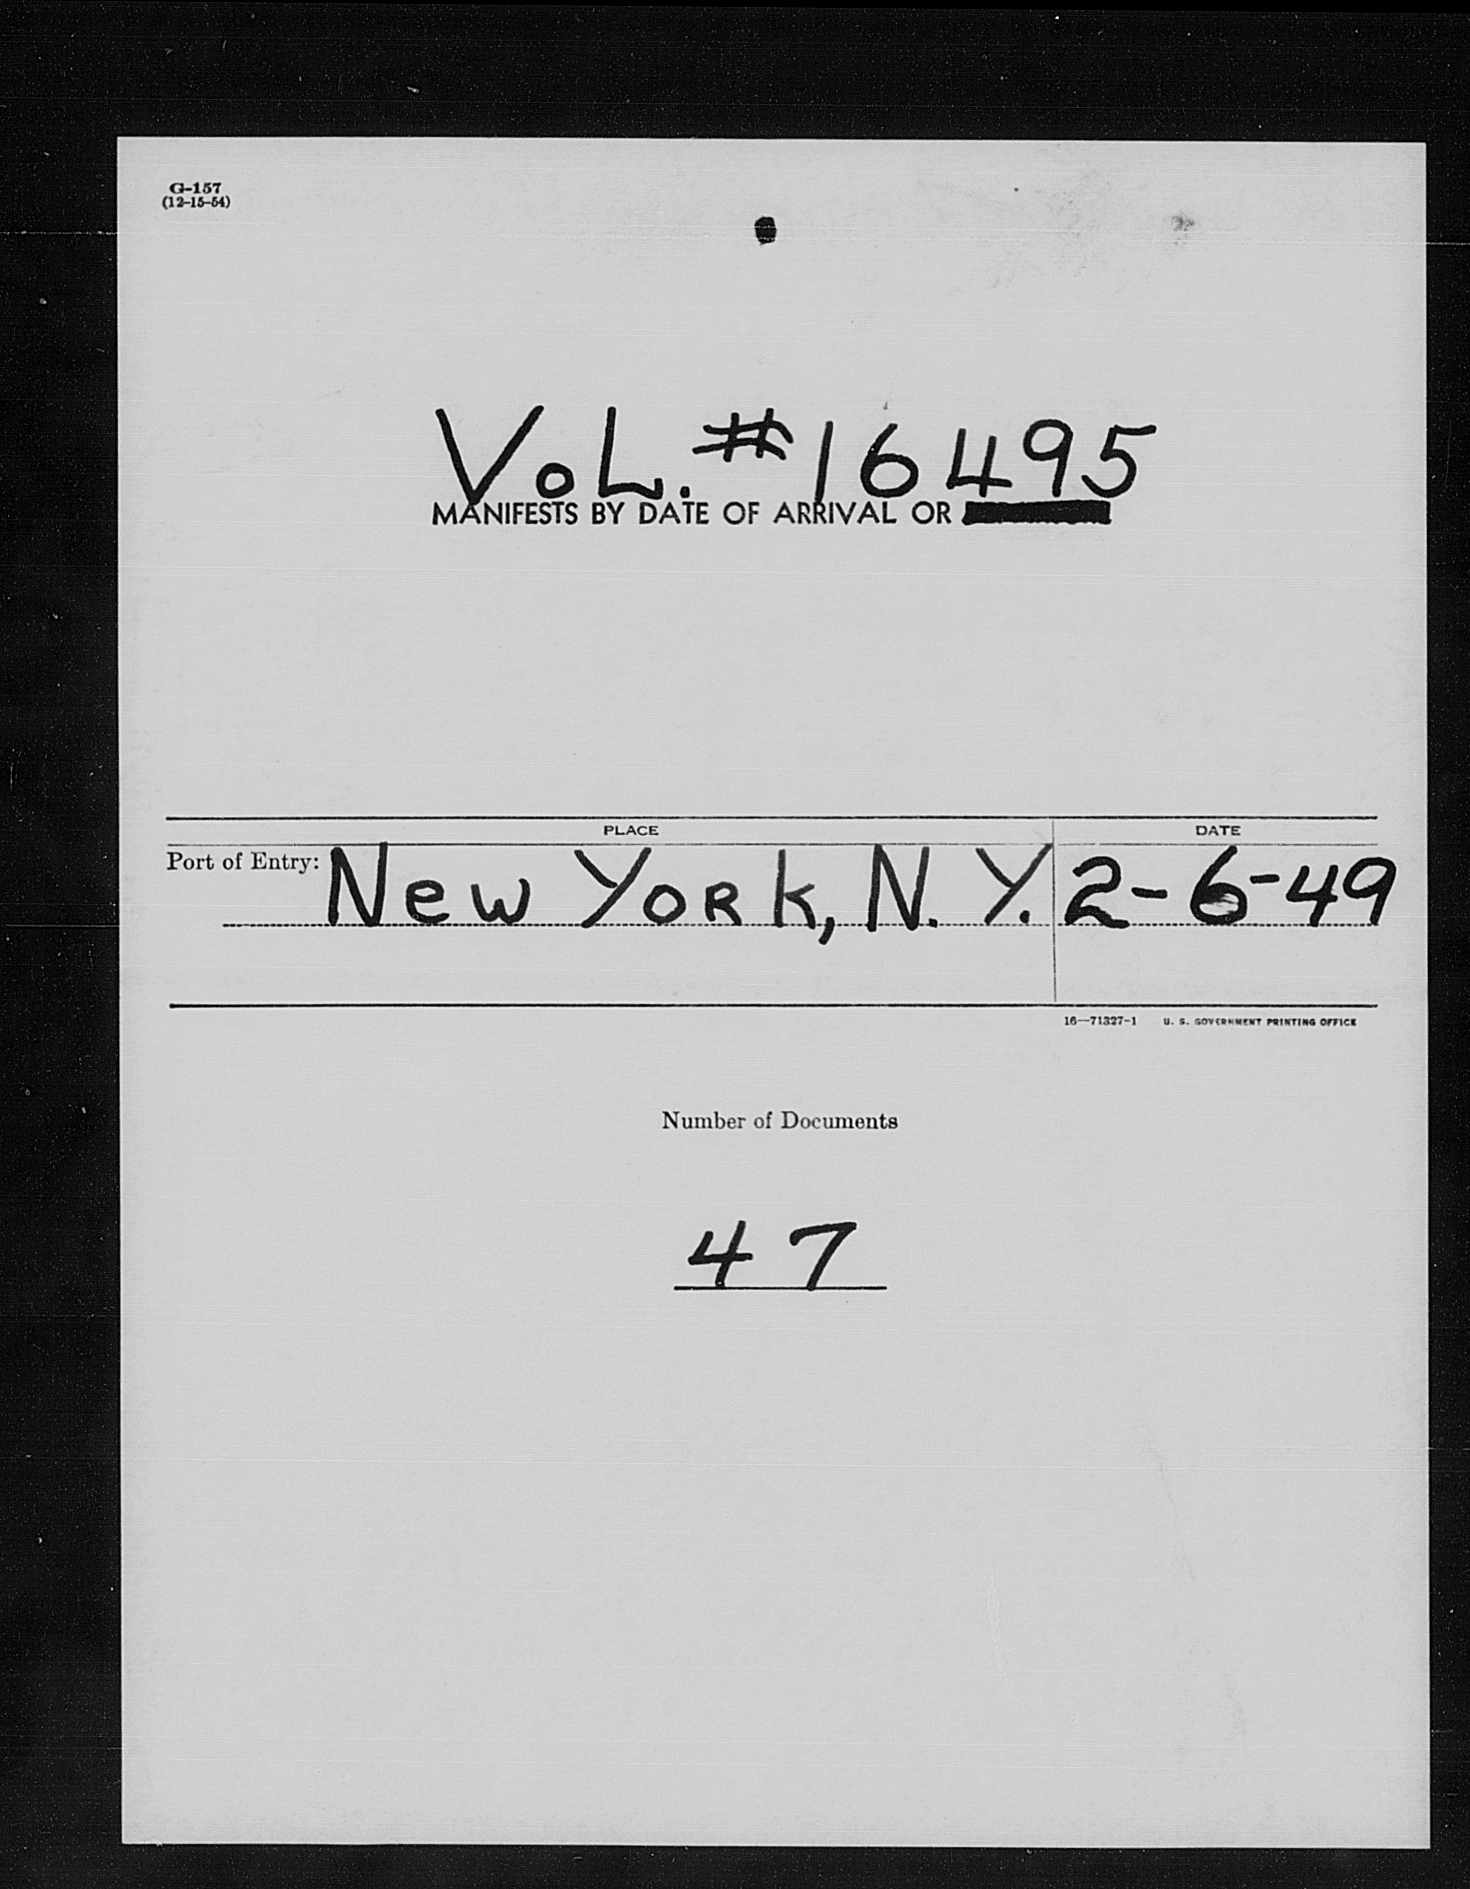 G-157
(12-15-54)
VoL. #16495
MANIFESTS BY DATE OF ARRIVAL OR
PLACE DATE
Port of Entry: New York, N. Y. 2-6-49
16—71327-1 U. S. GOVERNMENT PRINTING OFFICE
Number of Documents
47